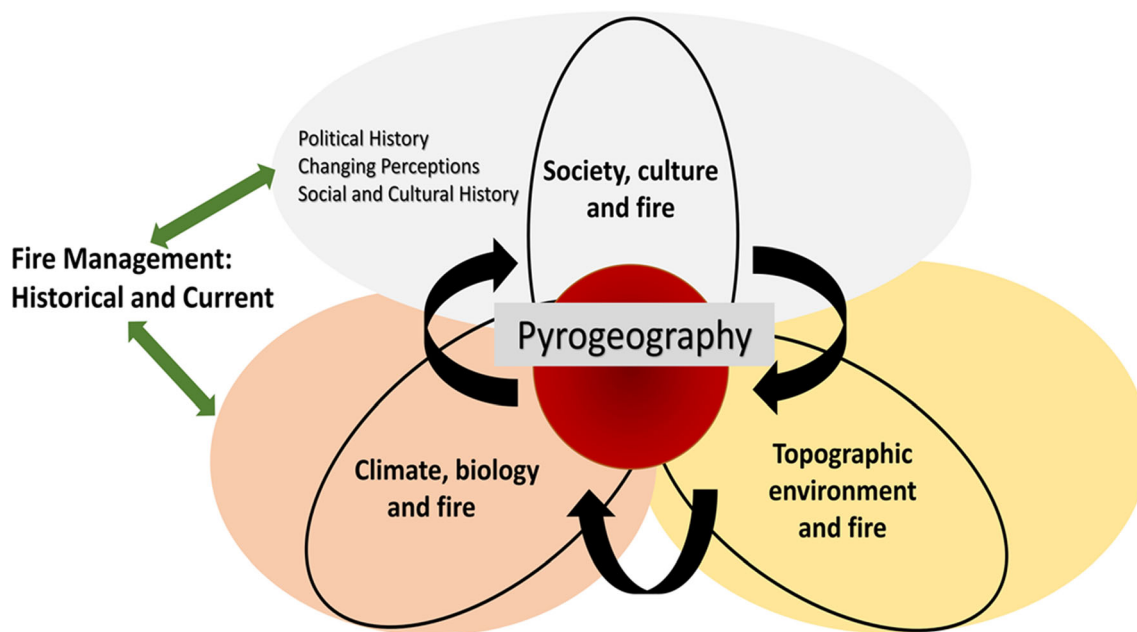 Political History
Changing Perceptions
Social and Cultural History
Society, culture
and fire
Fire Management:
Historical and Current
Pyrogeography
Climate, biology
and fire
Topographic
environment
and fire